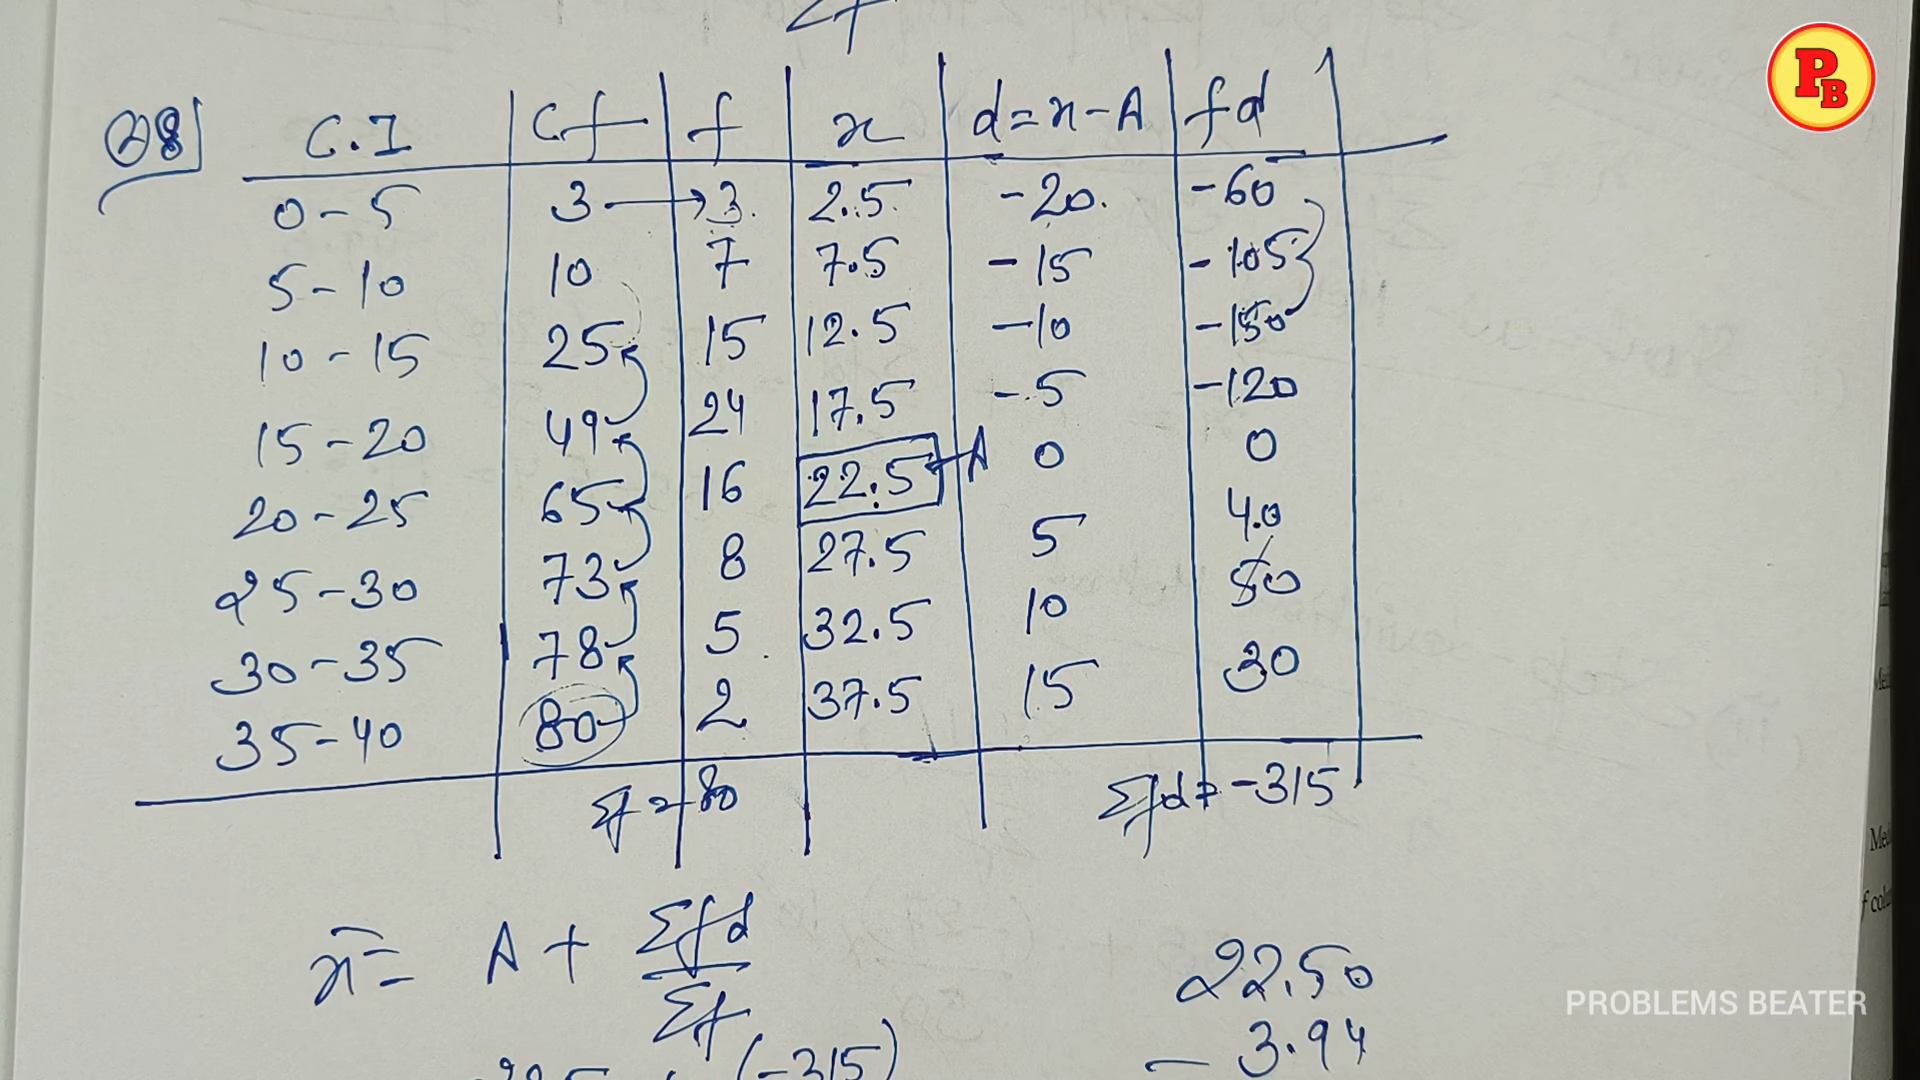 PB
Q8
C.I cf f x d=x-A fd
0-5 3 → 3 2.5 -20 -60
5-10 10 7 7.5 -15 -105
10-15 25 15 12.5 -10 -150
15-20 49 24 17.5 -5 -120
20-25 65 16 22.5 ← A 0 0
25-30 73 8 27.5 5 40
30-35 78 5 32.5 10 50
35-40 80 2 37.5 15 30
Σf = 80 Σfd = -315
x̄ = A + Σfd/Σf
22.50
- 3.94
(-315)
PROBLEMS BEATER